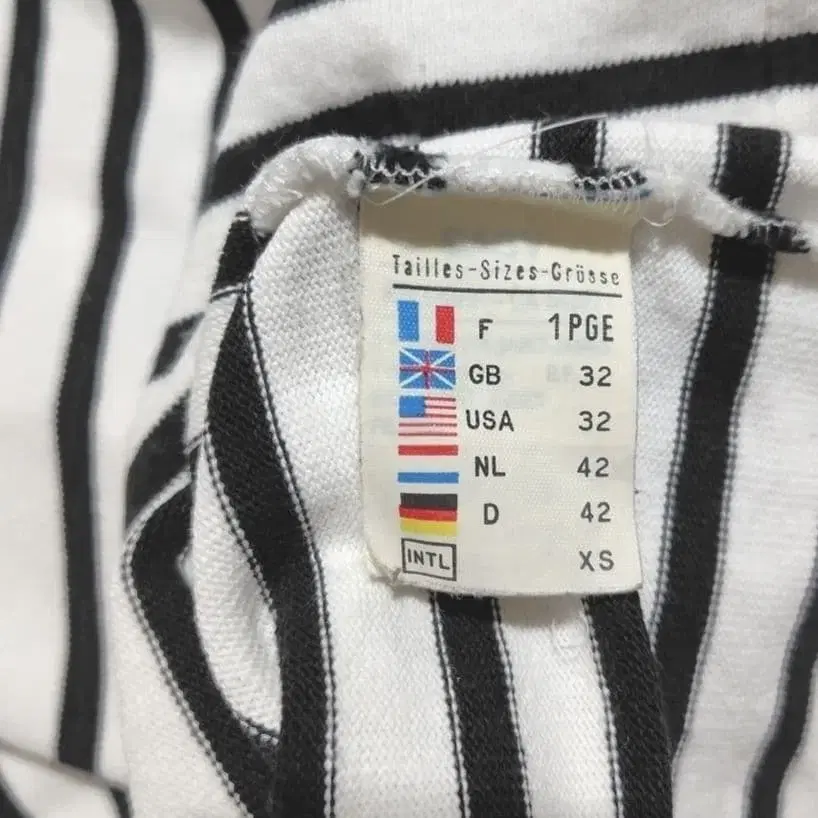 Tailles-Sizes-Grösse
F 1PGE
GB 32
USA 32
NL 42
D 42
INTL XS